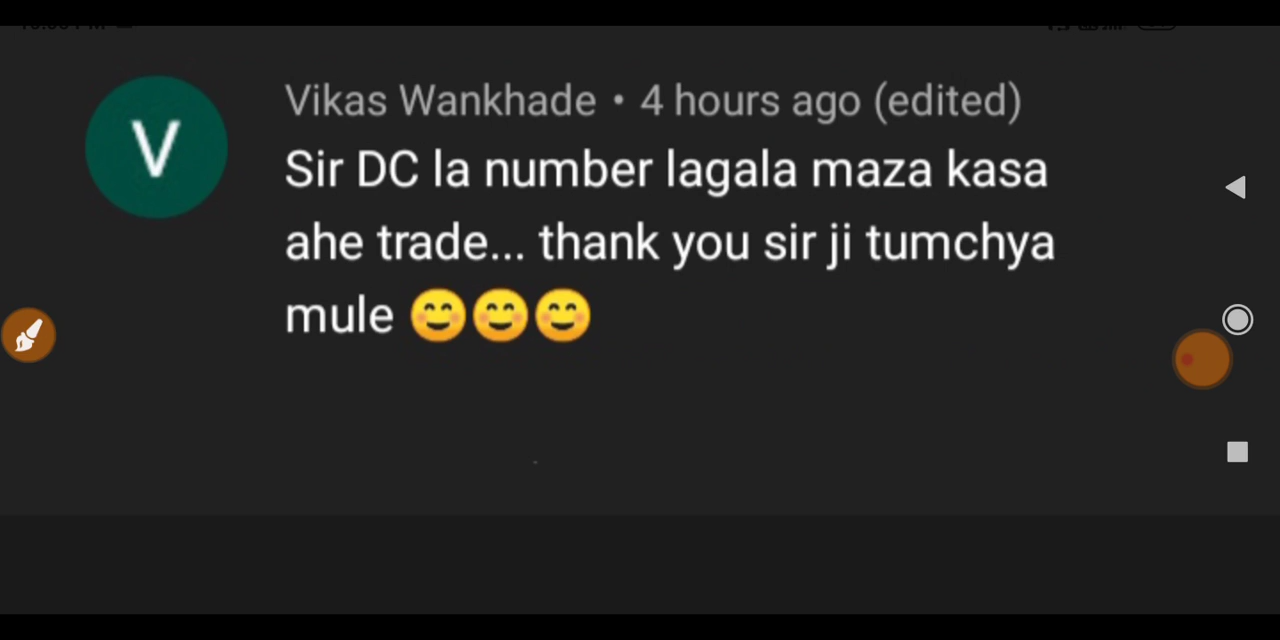 V
Vikas Wankhade • 4 hours ago (edited)
Sir DC la number lagala maza kasa
ahe trade... thank you sir ji tumchya
mule 😊😊😊